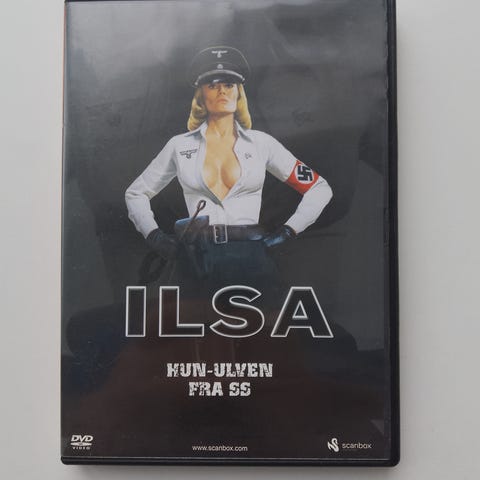 ILSA
HUN-ULVEN
FRA SS
DVD
VIDEO
www.scanbox.com
scanbox